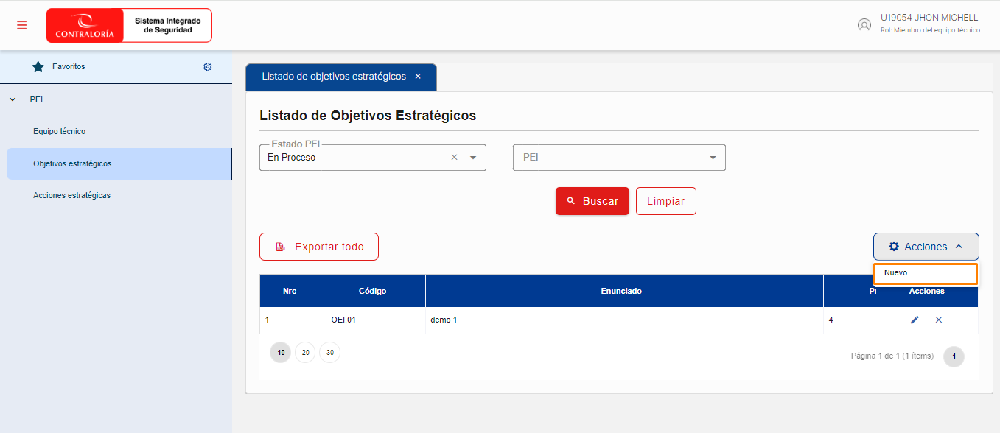 CONTRALORÍA
Sistema Integrado
de Seguridad
U19054 JHON MICHELL
Rol: Miembro del equipo técnico
Favoritos
PEI
Equipo técnico
Objetivos estratégicos
Acciones estratégicas
Listado de objetivos estratégicos ×
Listado de Objetivos Estratégicos
Estado PEI
En Proceso
PEI
Buscar
Limpiar
Exportar todo
Acciones
Nuevo
Nro Código Enunciado Acciones
1 OEI.01 demo 1 4
10 20 30
Página 1 de 1 (1 ítems) 1